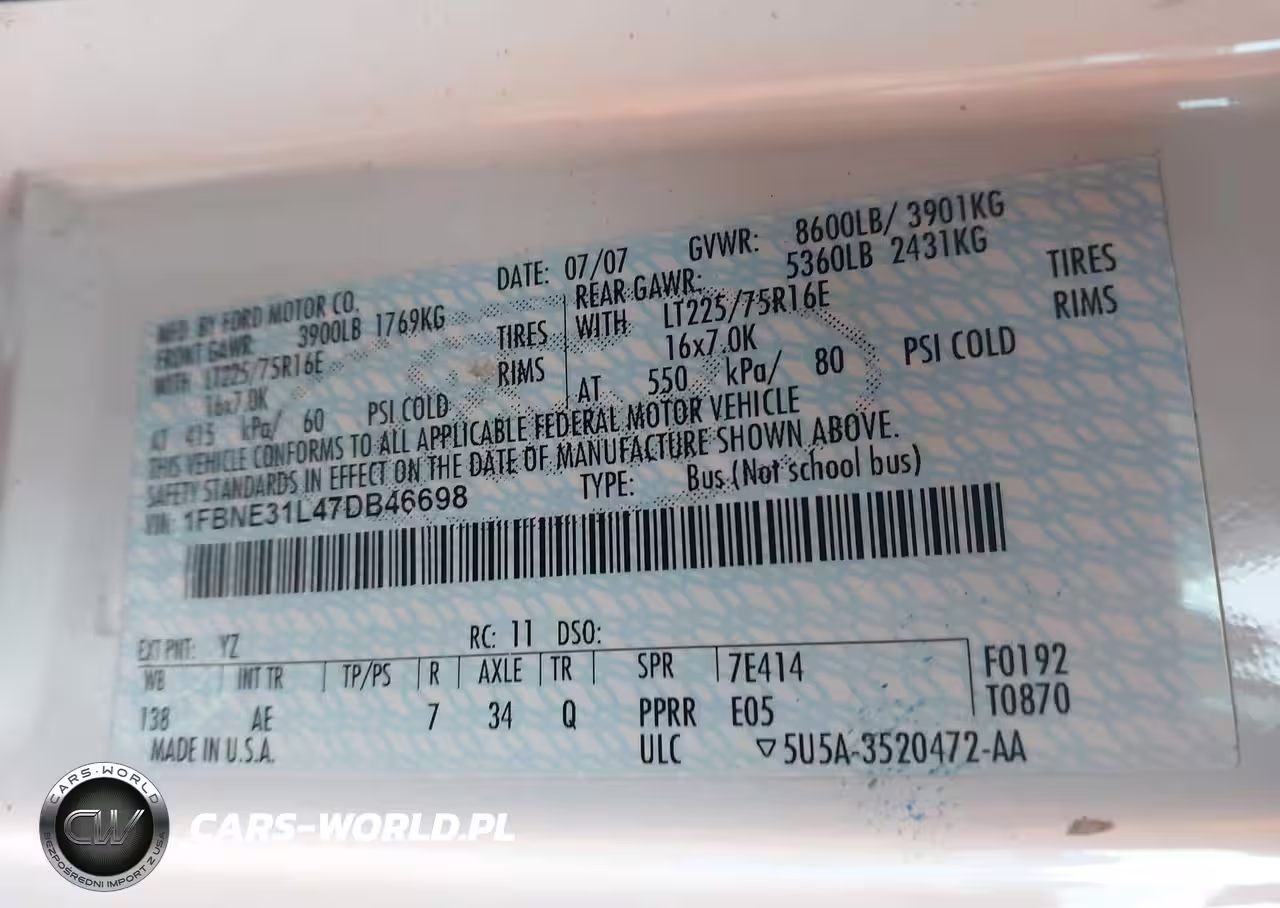 MFD. BY FORD MOTOR CO.
DATE: 07/07 GVWR: 8600LB/ 3901KG
FRONT GAWR: 3900LB 1769KG
WITH LT225/75R16E TIRES
16x7.0K RIMS
AT 415 kPa/ 60 PSI COLD
REAR GAWR: 5360LB 2431KG
WITH LT225/75R16E TIRES
16x7.0K RIMS
AT 550 kPa/ 80 PSI COLD
THIS VEHICLE CONFORMS TO ALL APPLICABLE FEDERAL MOTOR VEHICLE
SAFETY STANDARDS IN EFFECT ON THE DATE OF MANUFACTURE SHOWN ABOVE.
VIN: 1FBNE31L47DB46698
TYPE: Bus (Not school bus)
EXT PNT: YZ RC: 11 DSO:
WB INT TR TP/PS R AXLE TR SPR 7E414 F0192
138 AE 7 34 Q PPRR E05 T0870
MADE IN U.S.A. ULC ▽5U5A-3520472-AA
CARS-WORLD
CW
BEZPOŚREDNI IMPORT Z USA
CARS-WORLD.PL